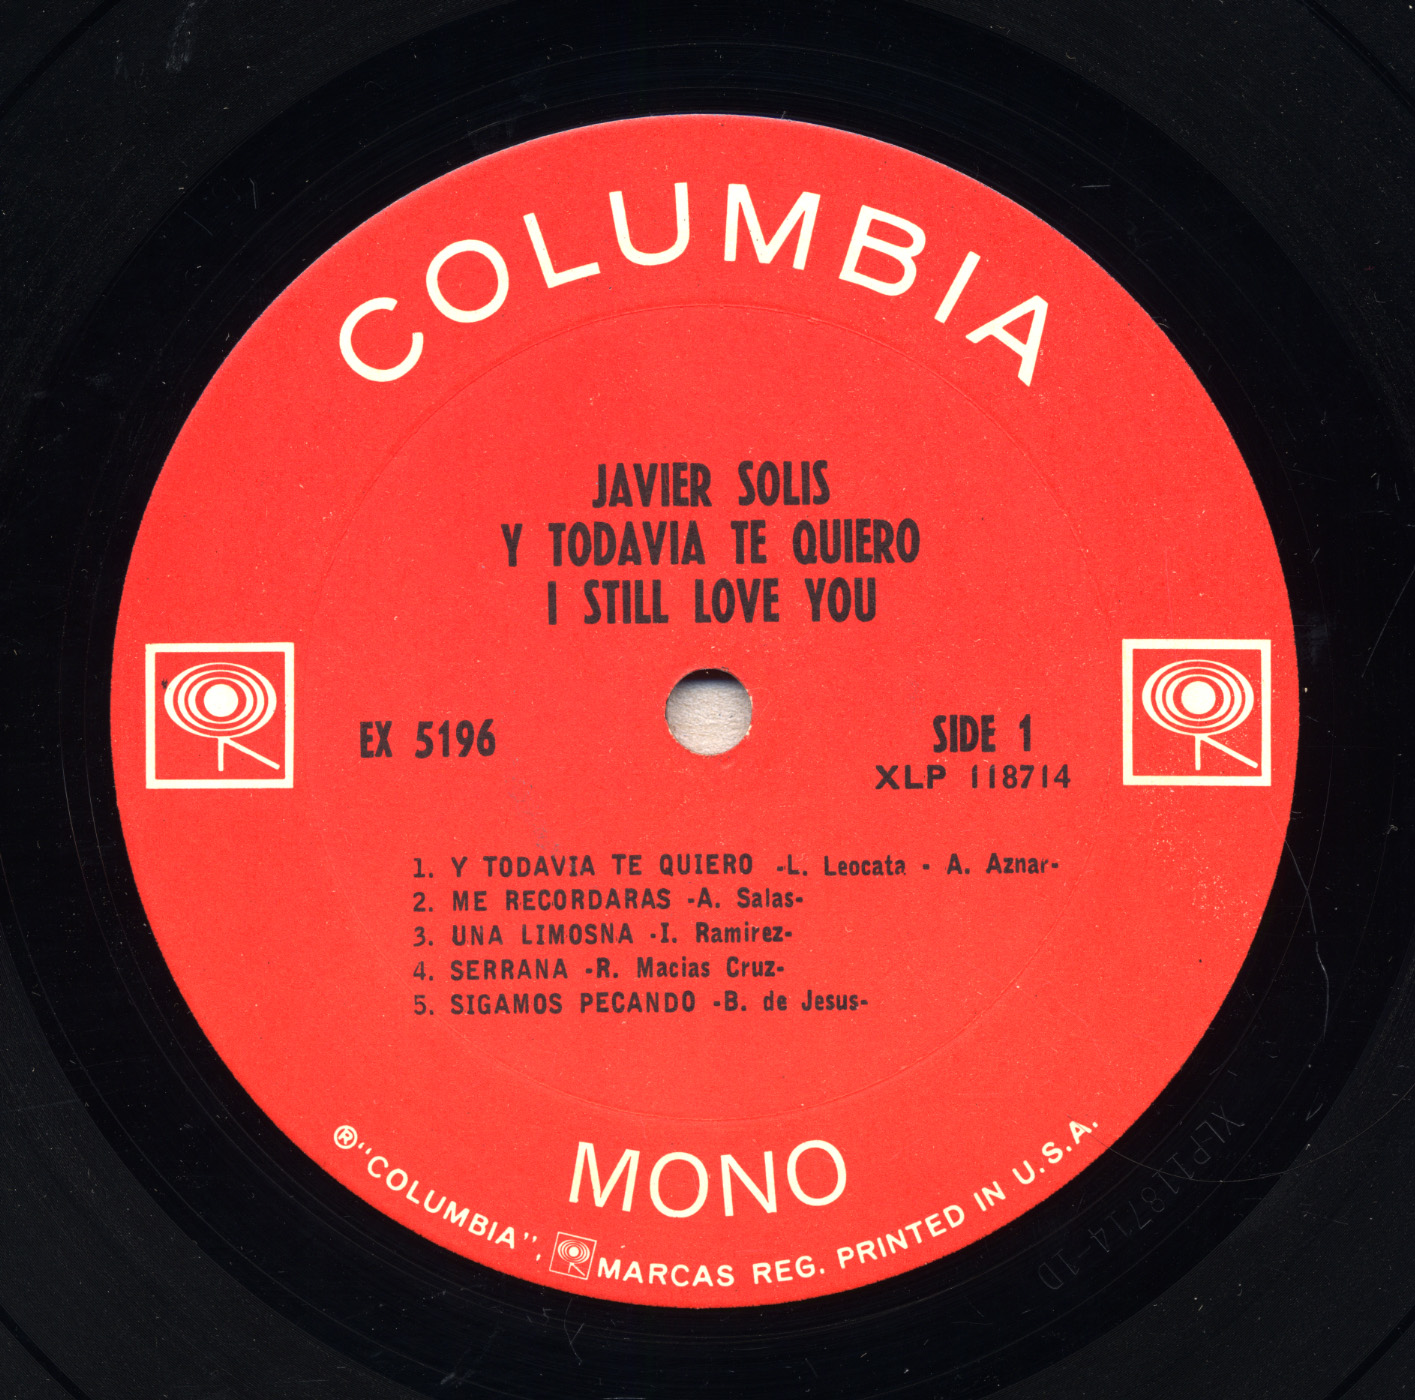 COLUMBIA
JAVIER SOLIS
Y TODAVIA TE QUIERO
I STILL LOVE YOU
EX 5196
SIDE 1
XLP 118714
1. Y TODAVIA TE QUIERO -L. Leocata - A. Aznar-
2. ME RECORDARAS -A. Salas-
3. UNA LIMOSNA -I. Ramirez-
4. SERRANA -R. Macias Cruz-
5. SIGAMOS PECANDO -B. de Jesus-
MONO
®"COLUMBIA", MARCAS REG. PRINTED IN U.S.A.
XLP118714-1D